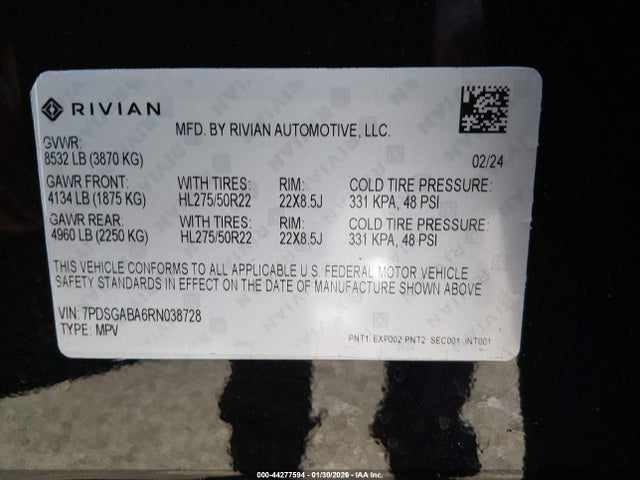 RIVIAN
MFD. BY RIVIAN AUTOMOTIVE, LLC.
GVWR:
8532 LB (3870 KG)
02/24
GAWR FRONT: WITH TIRES: RIM: COLD TIRE PRESSURE:
4134 LB (1875 KG) HL275/50R22 22X8.5J 331 KPA, 48 PSI
GAWR REAR: WITH TIRES: RIM: COLD TIRE PRESSURE:
4960 LB (2250 KG) HL275/50R22 22X8.5J 331 KPA, 48 PSI
THIS VEHICLE CONFORMS TO ALL APPLICABLE U.S. FEDERAL MOTOR VEHICLE
SAFETY STANDARDS IN EFFECT ON THE DATE OF MANUFACTURE SHOWN ABOVE
VIN: 7PDSGABA6RN038728
TYPE: MPV
PNT1 EXP002 PNT2 SEC001 INT001
000-44277594 - 01/30/2026 - IAA Inc.